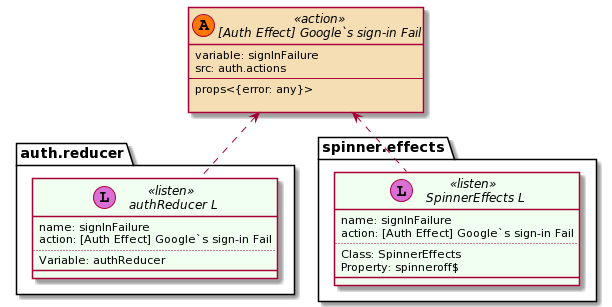 A
«action»
[Auth Effect] Google`s sign-in Fail
variable: signInFailure
src: auth.actions
props<{error: any}>
auth.reducer
L
«listen»
authReducer L
name: signInFailure
action: [Auth Effect] Google`s sign-in Fail
Variable: authReducer
spinner.effects
L
«listen»
SpinnerEffects L
name: signInFailure
action: [Auth Effect] Google`s sign-in Fail
Class: SpinnerEffects
Property: spinneroff$